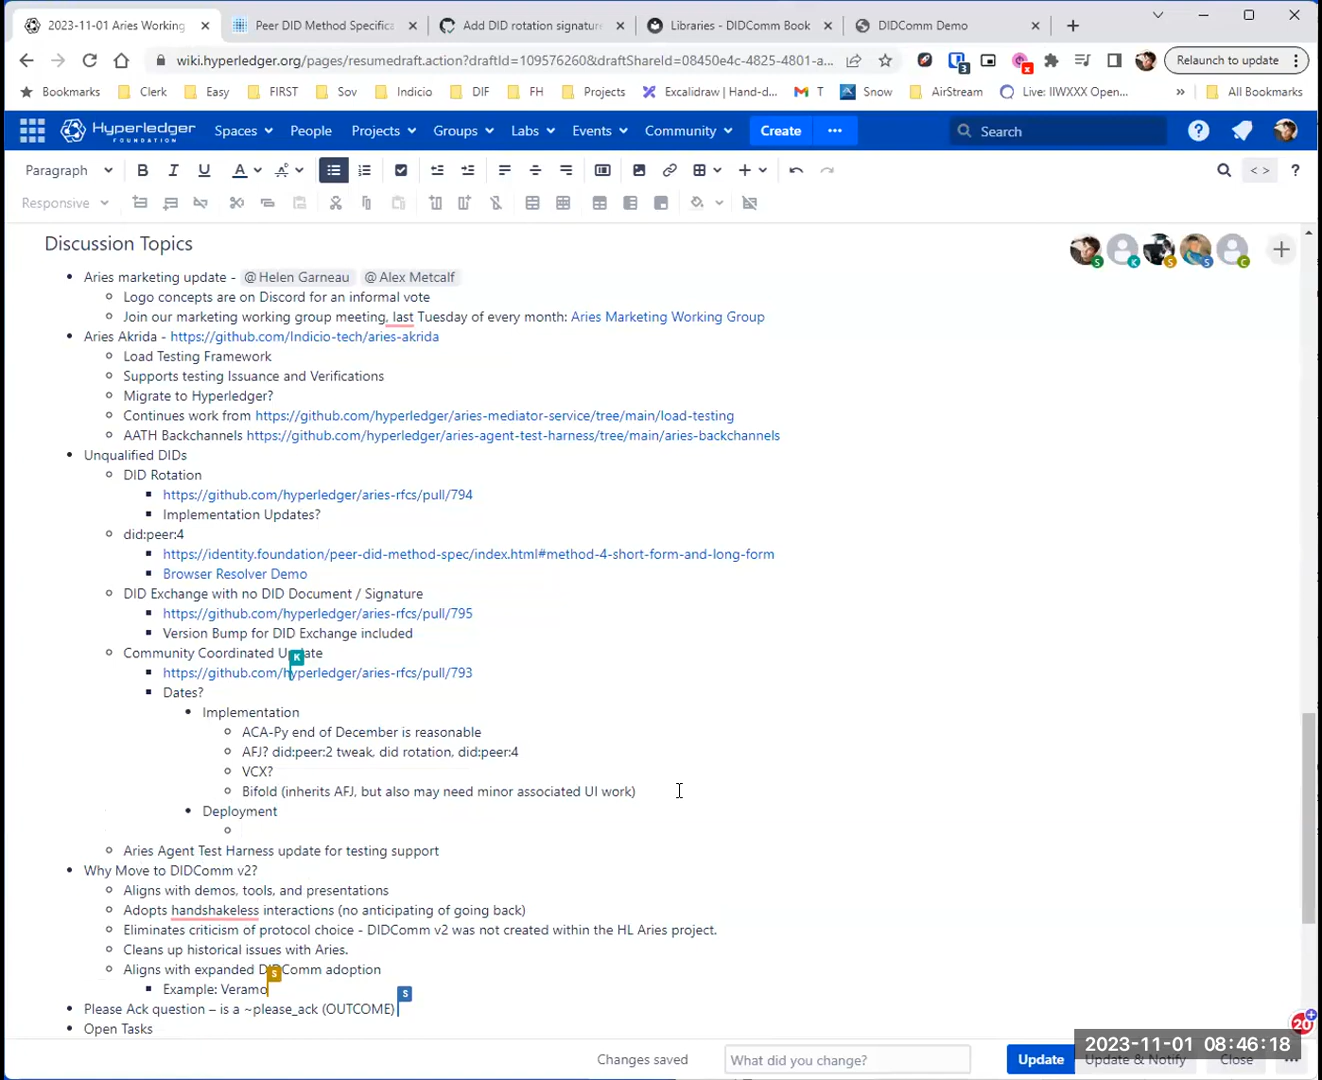 2023-11-01 Aries Working
Peer DID Method Specifica
Add DID rotation signature
Libraries - DIDComm Book
DIDComm Demo
wiki.hyperledger.org/pages/resumedraft.action?draftId=109576260&draftShareId=08450e4c-4825-4801-a...
3
Relaunch to update
Bookmarks
Clerk
Easy
FIRST
Sov
Indicio
DIF
FH
Projects
Excalidraw | Hand-d...
T
Snow
AirStream
Live: IIWXXX Open...
»
All Bookmarks
HYPERLEDGER
FOUNDATION
Spaces
People
Projects
Groups
Labs
Events
Community
Create
Search
Paragraph
B I U A
< >
?
Responsive
Discussion Topics
S K S S C
Aries marketing update - @Helen Garneau @Alex Metcalf
Logo concepts are on Discord for an informal vote
Join our marketing working group meeting, last Tuesday of every month: Aries Marketing Working Group
Aries Akrida - https://github.com/Indicio-tech/aries-akrida
Load Testing Framework
Supports testing Issuance and Verifications
Migrate to Hyperledger?
Continues work from https://github.com/hyperledger/aries-mediator-service/tree/main/load-testing
AATH Backchannels https://github.com/hyperledger/aries-agent-test-harness/tree/main/aries-backchannels
Unqualified DIDs
DID Rotation
https://github.com/hyperledger/aries-rfcs/pull/794
Implementation Updates?
did:peer:4
https://identity.foundation/peer-did-method-spec/index.html#method-4-short-form-and-long-form
Browser Resolver Demo
DID Exchange with no DID Document / Signature
https://github.com/hyperledger/aries-rfcs/pull/795
Version Bump for DID Exchange included
Community Coordinated Update
K
https://github.com/hyperledger/aries-rfcs/pull/793
Dates?
Implementation
ACA-Py end of December is reasonable
AFJ? did:peer:2 tweak, did rotation, did:peer:4
VCX?
Bifold (inherits AFJ, but also may need minor associated UI work)
Deployment
Aries Agent Test Harness update for testing support
Why Move to DIDComm v2?
Aligns with demos, tools, and presentations
Adopts handshakeless interactions (no anticipating of going back)
Eliminates criticism of protocol choice - DIDComm v2 was not created within the HL Aries project.
Cleans up historical issues with Aries.
Aligns with expanded DIDComm adoption
S
Example: Veramo
S
Please Ack question – is a ~please_ack (OUTCOME)
Open Tasks
20
2023-11-01 08:46:18
Changes saved
What did you change?
Update
Update & Notify
Close